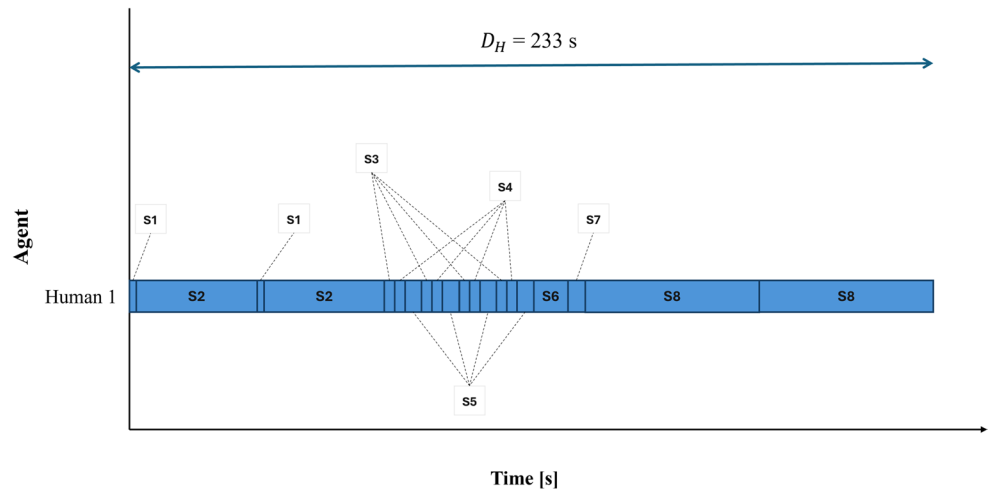 D_H = 233 s
S3
S4
S1
S1
S7
Agent
Human 1
S2
S2
S6
S8
S8
S5
Time [s]